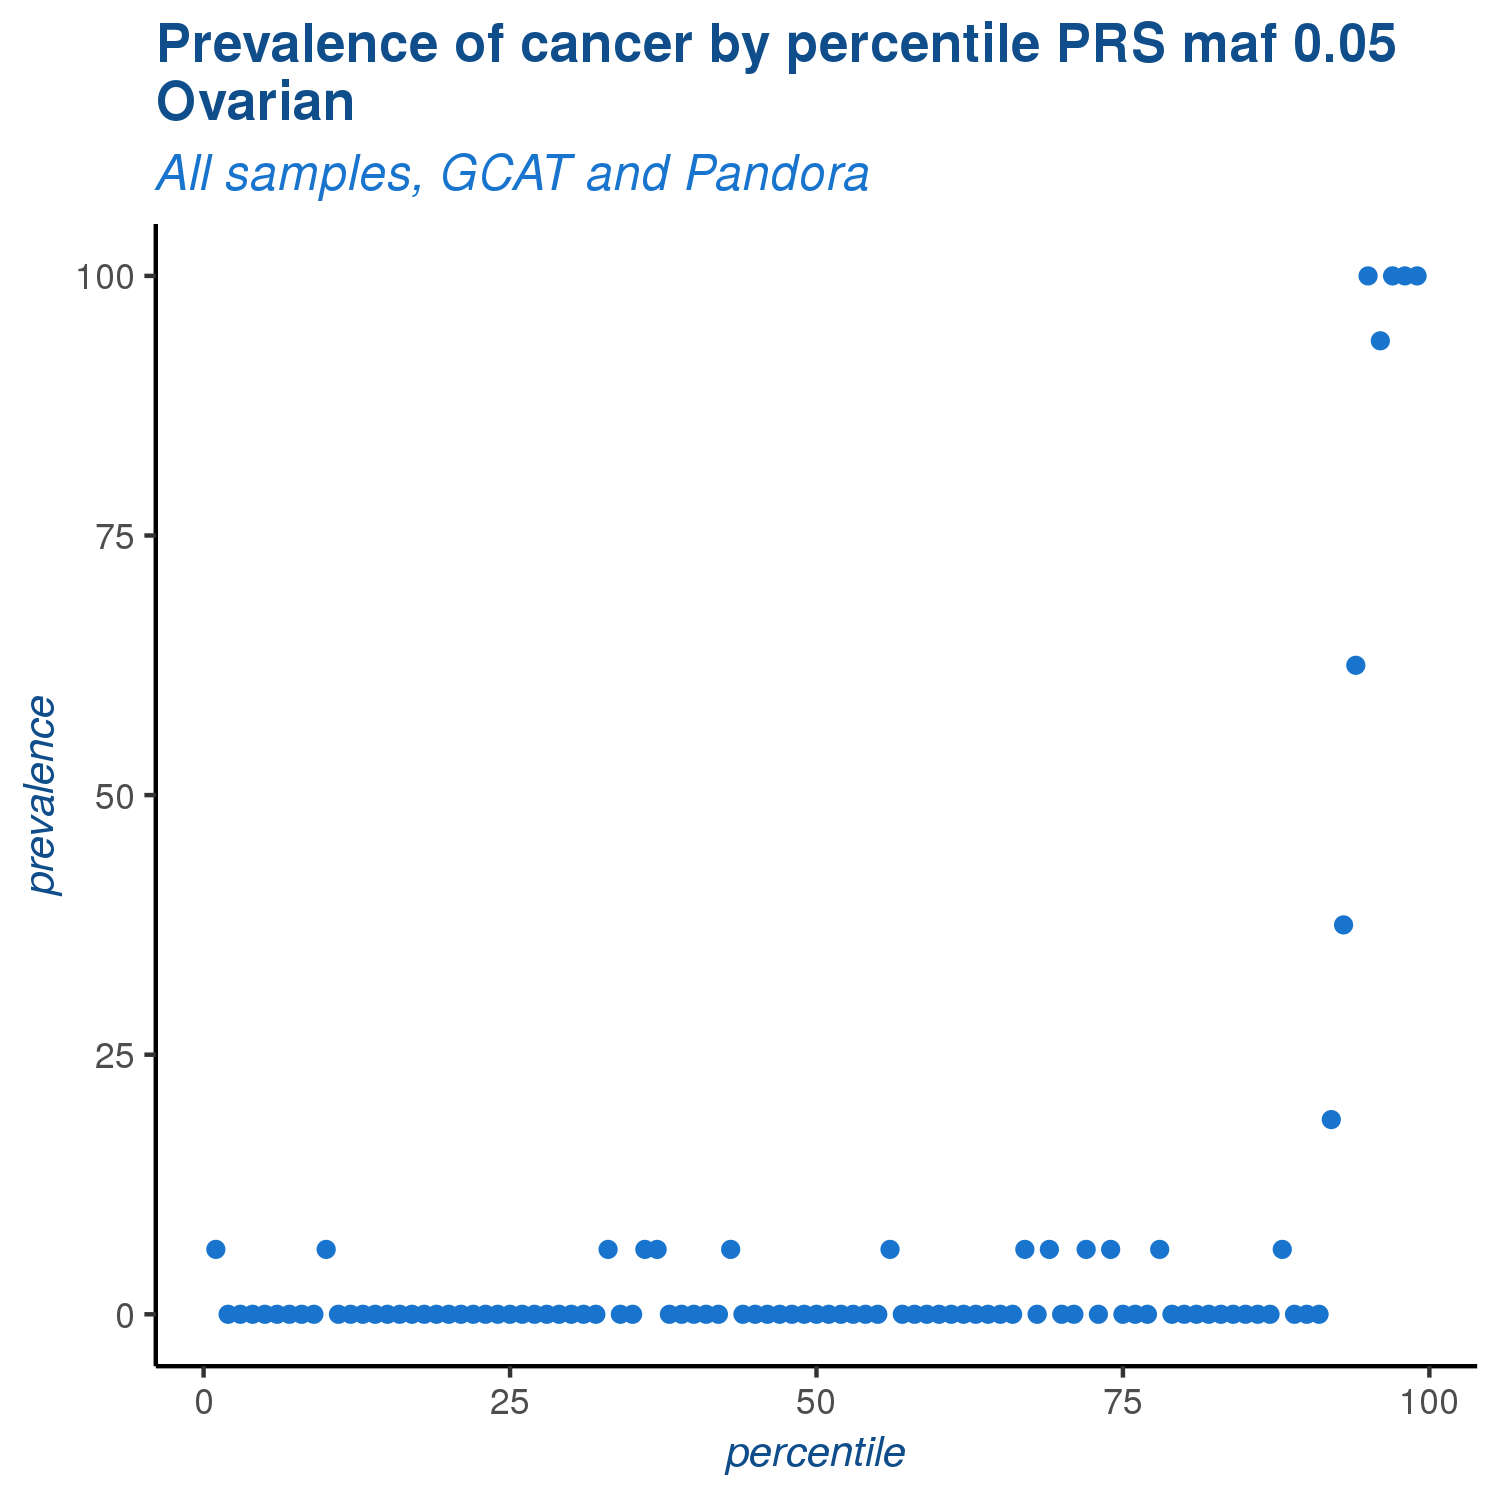 Prevalence of cancer by percentile PRS maf 0.05
Ovarian
All samples, GCAT and Pandora
100
75
50
25
0
prevalence
0 25 50 75 100
percentile